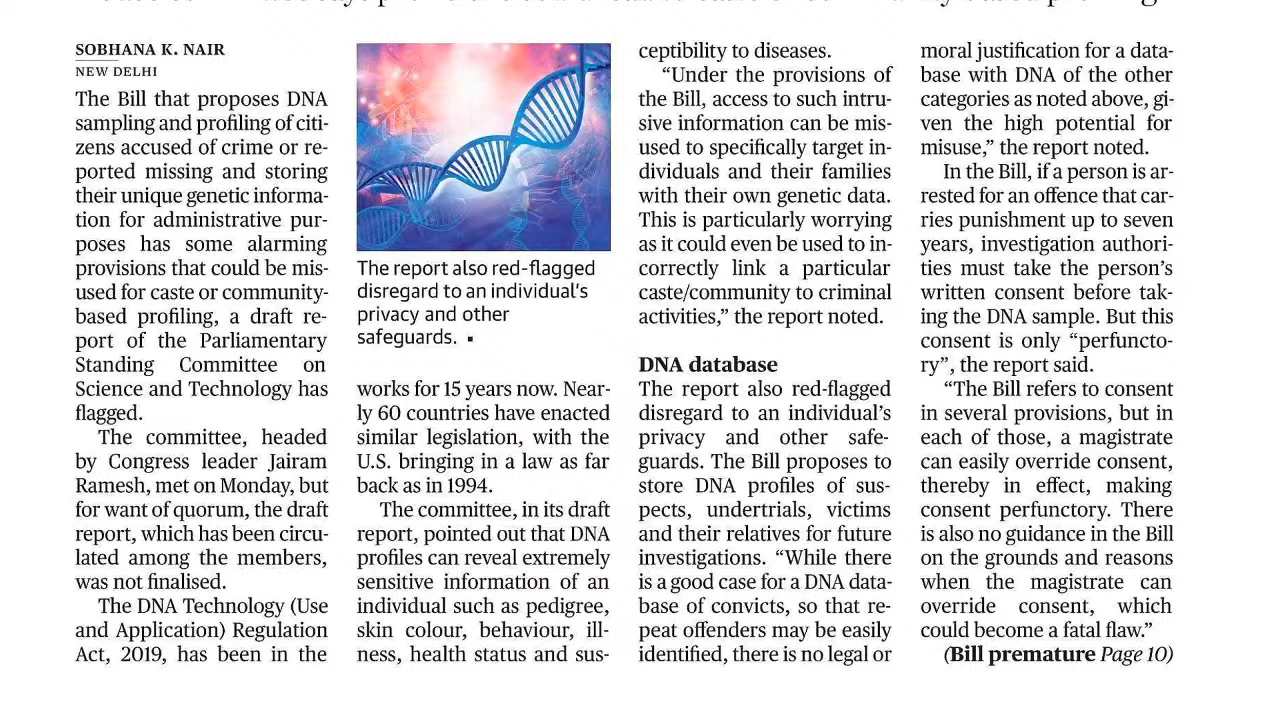 SOBHANA K. NAIR
NEW DELHI
The Bill that proposes DNA
sampling and profiling of citi-
zens accused of crime or re-
ported missing and storing
their unique genetic informa-
tion for administrative pur-
poses has some alarming
provisions that could be mis-
used for caste or community-
based profiling, a draft re-
port of the Parliamentary
Standing Committee on
Science and Technology has
flagged.
The committee, headed
by Congress leader Jairam
Ramesh, met on Monday, but
for want of quorum, the draft
report, which has been circu-
lated among the members,
was not finalised.
The DNA Technology (Use
and Application) Regulation
Act, 2019, has been in the
The report also red-flagged
disregard to an individual's
privacy and other
safeguards. ▪
works for 15 years now. Near-
ly 60 countries have enacted
similar legislation, with the
U.S. bringing in a law as far
back as in 1994.
The committee, in its draft
report, pointed out that DNA
profiles can reveal extremely
sensitive information of an
individual such as pedigree,
skin colour, behaviour, ill-
ness, health status and sus-
ceptibility to diseases.
“Under the provisions of
the Bill, access to such intru-
sive information can be mis-
used to specifically target in-
dividuals and their families
with their own genetic data.
This is particularly worrying
as it could even be used to in-
correctly link a particular
caste/community to criminal
activities,” the report noted.
DNA database
The report also red-flagged
disregard to an individual’s
privacy and other safe-
guards. The Bill proposes to
store DNA profiles of sus-
pects, undertrials, victims
and their relatives for future
investigations. “While there
is a good case for a DNA data-
base of convicts, so that re-
peat offenders may be easily
identified, there is no legal or
moral justification for a data-
base with DNA of the other
categories as noted above, gi-
ven the high potential for
misuse,” the report noted.
In the Bill, if a person is ar-
rested for an offence that car-
ries punishment up to seven
years, investigation authori-
ties must take the person’s
written consent before tak-
ing the DNA sample. But this
consent is only “perfuncto-
ry”, the report said.
“The Bill refers to consent
in several provisions, but in
each of those, a magistrate
can easily override consent,
thereby in effect, making
consent perfunctory. There
is also no guidance in the Bill
on the grounds and reasons
when the magistrate can
override consent, which
could become a fatal flaw.”
(Bill premature Page 10)